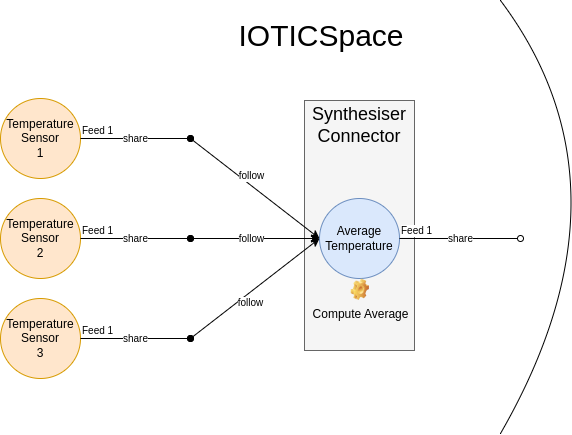 IOTICSpace
Synthesiser
Connector
Temperature
Sensor
1
Feed 1
share
follow
Temperature
Sensor
2
Feed 1
share
follow
Average
Temperature
Feed 1
share
Temperature
Sensor
3
Feed 1
share
follow
Compute Average